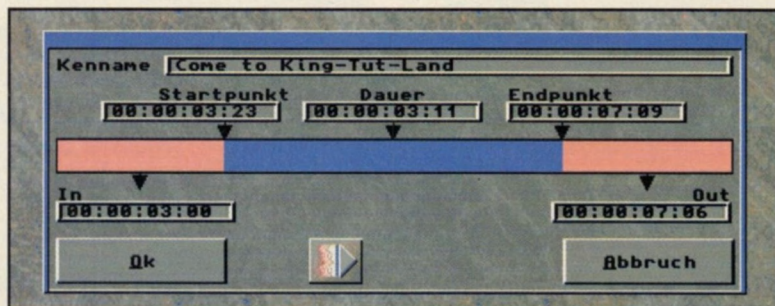 Kenname Come to King-Tut-Land
Startpunkt Dauer Endpunkt
00:00:03:23 00:00:03:11 00:00:07:09
In Out
00:00:03:00 00:00:07:06
Ok Abbruch